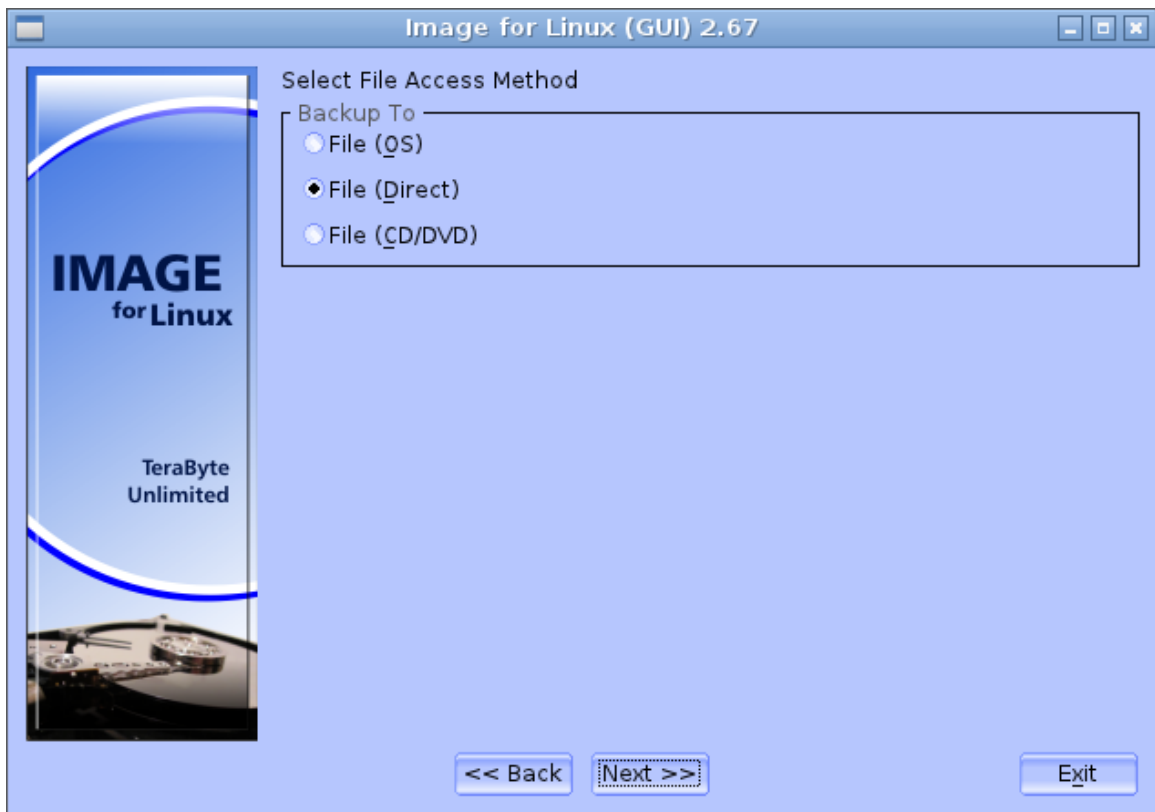 Image for Linux (GUI) 2.67
Select File Access Method
Backup To
File (OS)
File (Direct)
File (CD/DVD)
IMAGE
for Linux
TeraByte
Unlimited
<< Back
Next >>
Exit